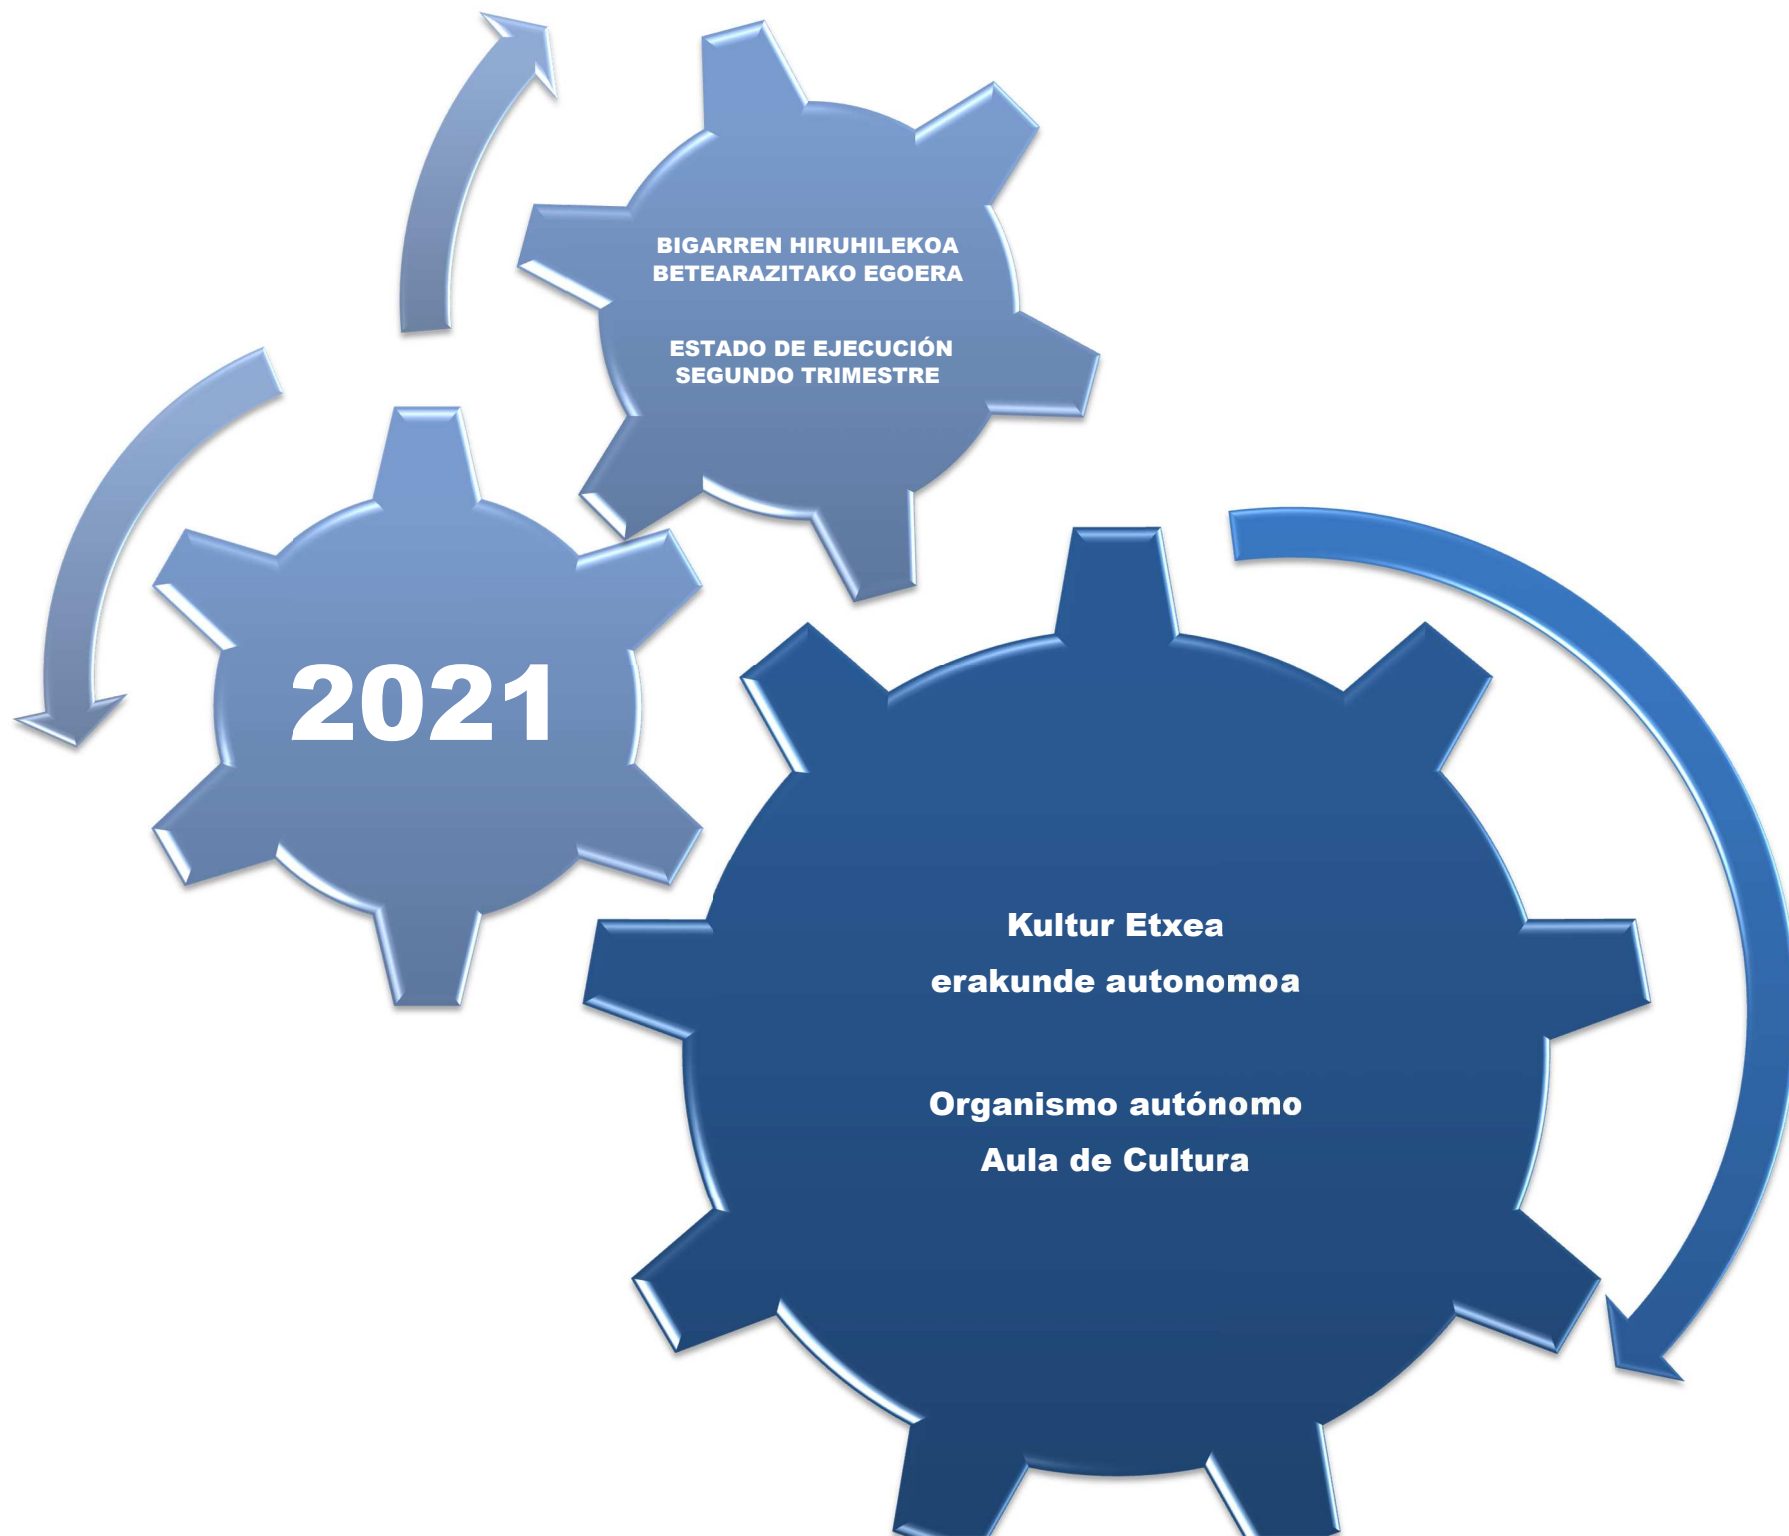 BIGARREN HIRUHILEKOA
BETEARAZITAKO EGOERA
ESTADO DE EJECUCIÓN
SEGUNDO TRIMESTRE
2021
Kultur Etxea
erakunde autonomoa
Organismo autónomo
Aula de Cultura